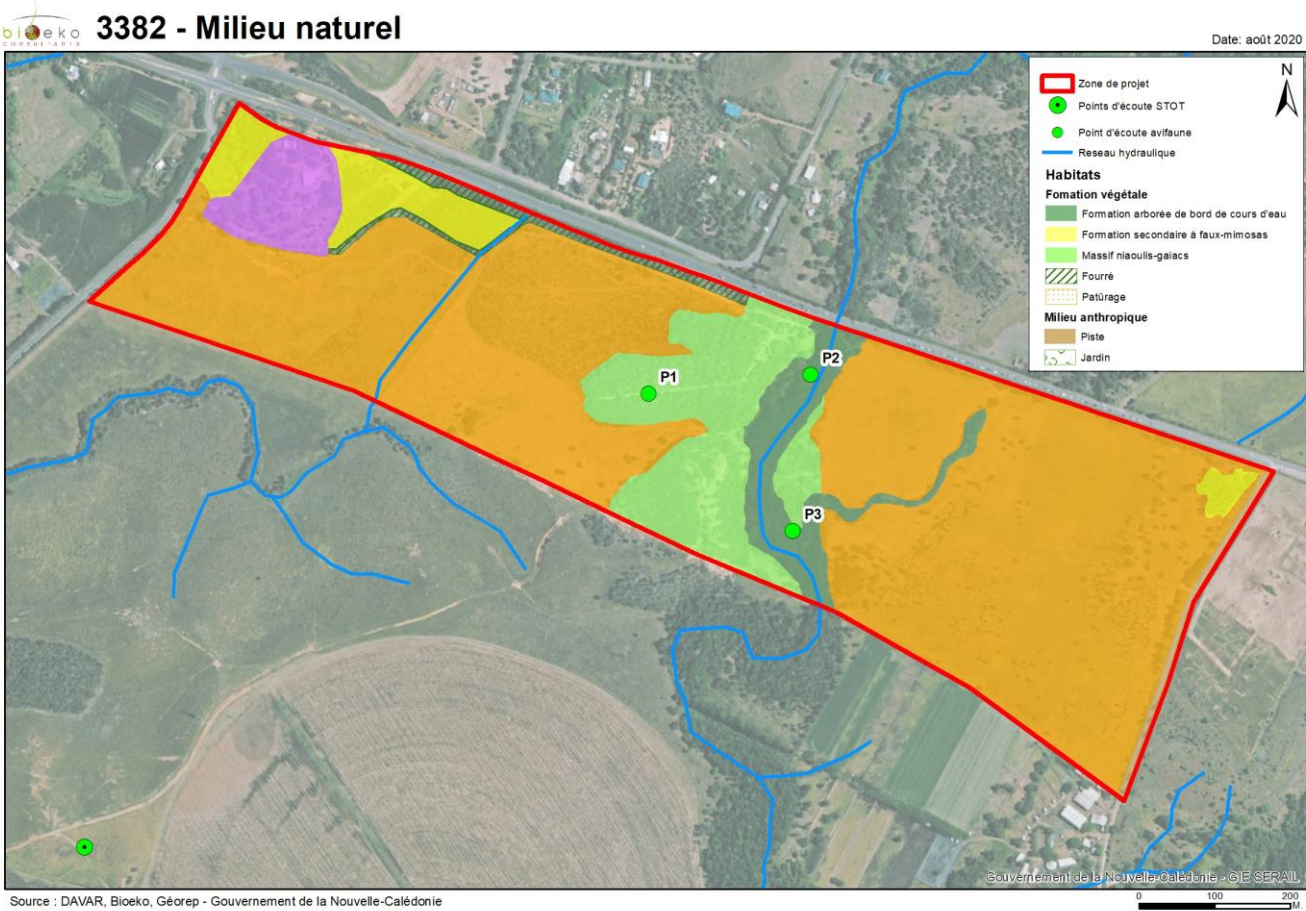 bioeko
CONSULTANTS
3382 - Milieu naturel
Date: août 2020
N
Zone de projet
Points d'écoute STOT
Point d'écoute avifaune
Reseau hydraulique
Habitats
Fomation végétale
Formation arborée de bord de cours d'eau
Formation secondaire à faux-mimosas
Massif niaoulis-gaiacs
Fourré
Patûrage
Milieu anthropique
Piste
Jardin
P1
P2
P3
Gouvernement de la Nouvelle-Calédonie - GIE SERAIL
Source : DAVAR, Bioeko, Géorep - Gouvernement de la Nouvelle-Calédonie
0 100 200
M.